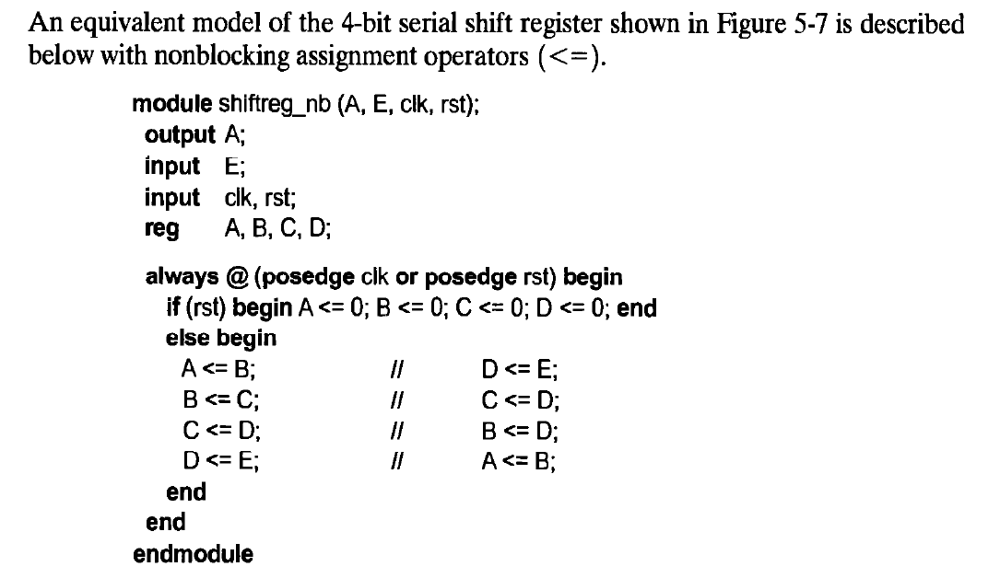 An equivalent model of the 4-bit serial shift register shown in Figure 5-7 is described
below with nonblocking assignment operators (<=).
module shiftreg_nb (A, E, clk, rst);
output A;
input E;
input clk, rst;
reg A, B, C, D;
always @ (posedge clk or posedge rst) begin
if (rst) begin A <= 0; B <= 0; C <= 0; D <= 0; end
else begin
A <= B; // D <= E;
B <= C; // C <= D;
C <= D; // B <= D;
D <= E; // A <= B;
end
end
endmodule